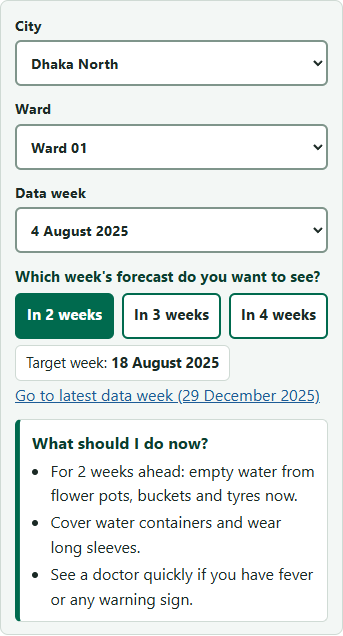 City
Dhaka North
Ward
Ward 01
Data week
4 August 2025
Which week's forecast do you want to see?
In 2 weeks In 3 weeks In 4 weeks
Target week: 18 August 2025
Go to latest data week (29 December 2025)
What should I do now?
• For 2 weeks ahead: empty water from
flower pots, buckets and tyres now.
• Cover water containers and wear
long sleeves.
• See a doctor quickly if you have fever
or any warning sign.